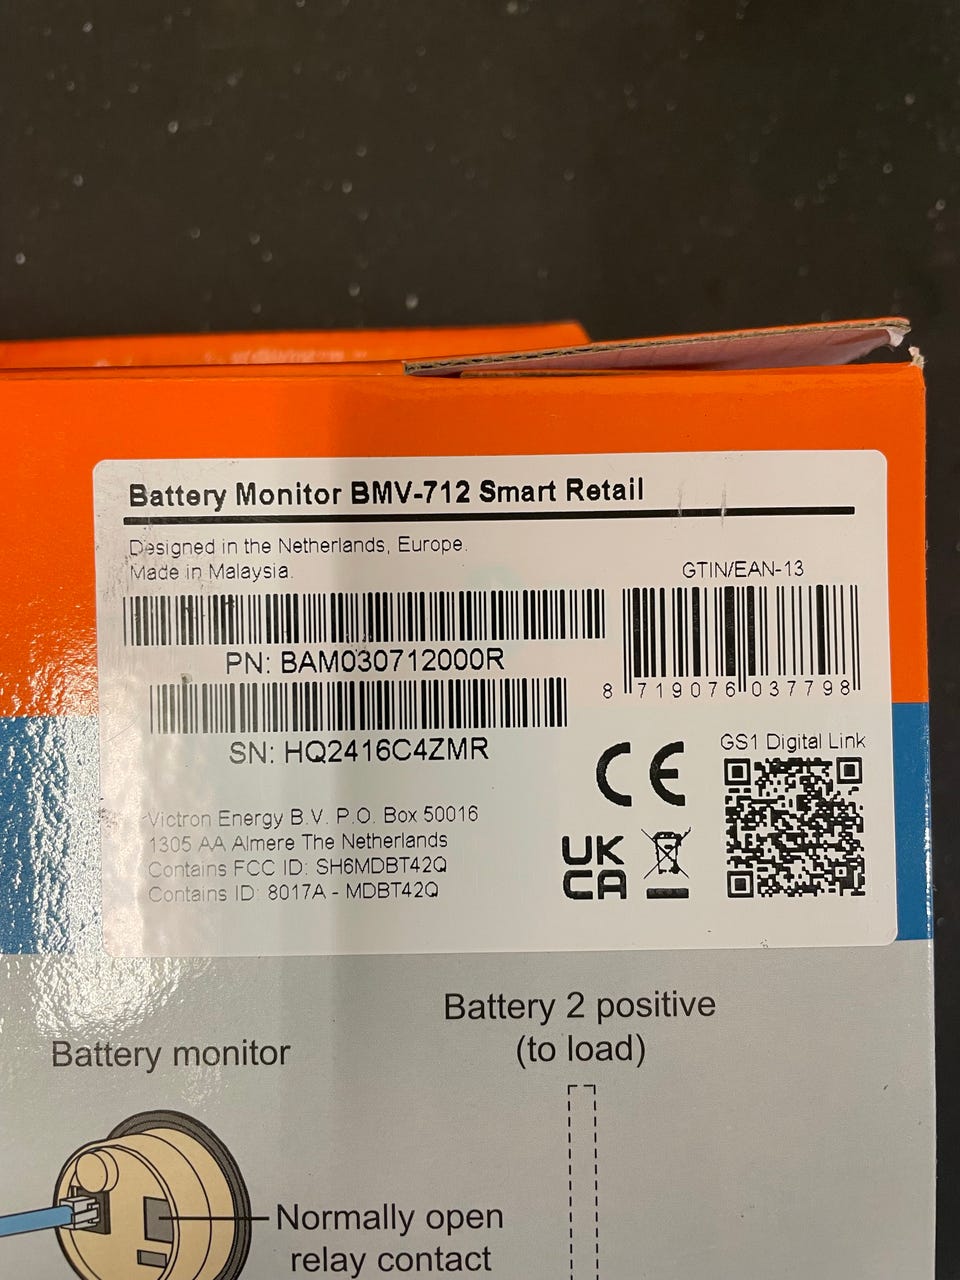 Battery Monitor BMV-712 Smart Retail
Designed in the Netherlands, Europe.
Made in Malaysia.
GTIN/EAN-13
PN: BAM030712000R
8 719076 037798
SN: HQ2416C4ZMR
GS1 Digital Link
CE
Victron Energy B.V. P.O. Box 50016
1305 AA Almere The Netherlands
Contains FCC ID: SH6MDBT42Q
Contains ID: 8017A - MDBT42Q
UK
CA
Battery 2 positive
(to load)
Battery monitor
Normally open
relay contact